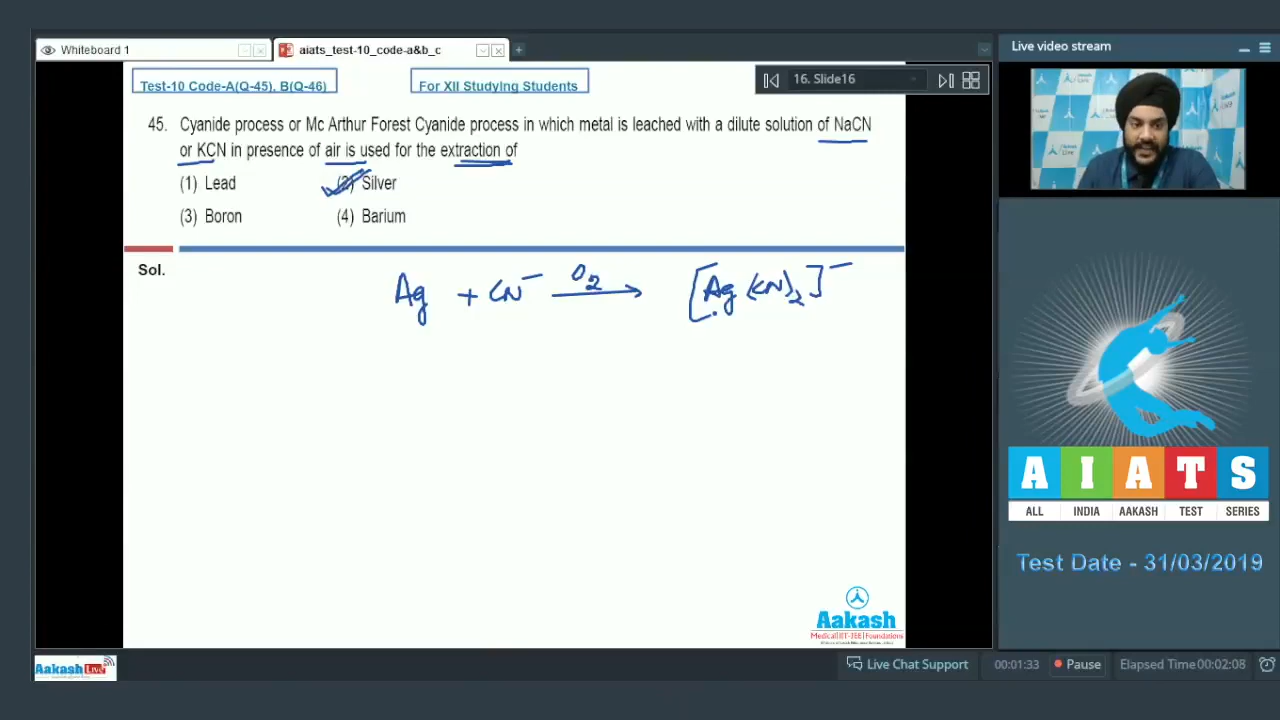 Whiteboard 1
aiats_test-10_code-a&b_c
Live video stream
Test-10 Code-A(Q-45), B(Q-46)
For XII Studying Students
16. Slide16
45. Cyanide process or Mc Arthur Forest Cyanide process in which metal is leached with a dilute solution of NaCN
or KCN in presence of air is used for the extraction of
(1) Lead (2) Silver
(3) Boron (4) Barium
Sol.
Ag + CN⁻ O₂ → [Ag(CN)₂]⁻
A I A T S
ALL INDIA AAKASH TEST SERIES
Test Date - 31/03/2019
Aakash
Medical|IIT-JEE|Foundations
Aakash Live
Live Chat Support
00:01:33
Pause
Elapsed Time 00:02:08